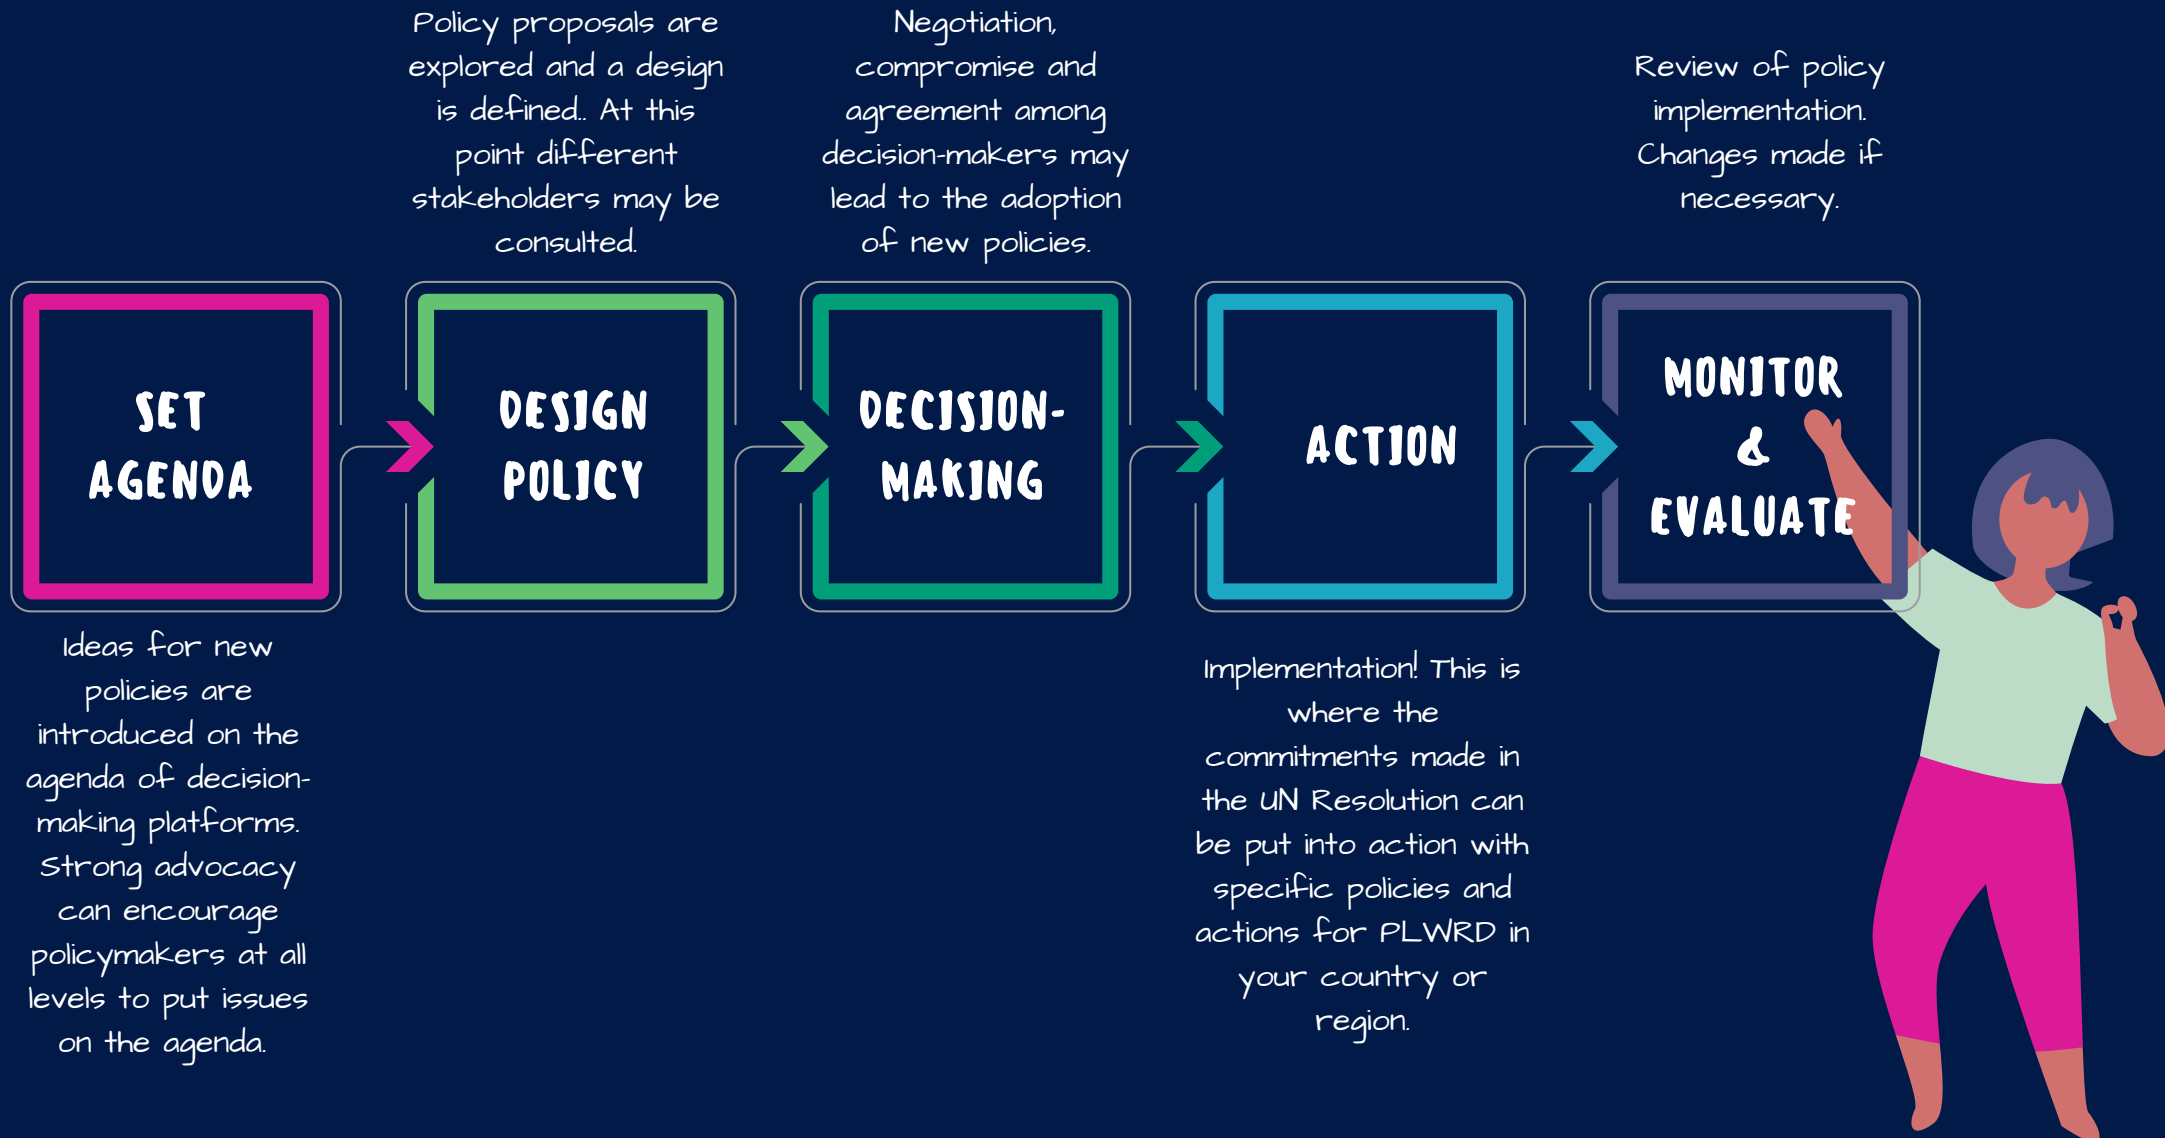 Policy proposals are
explored and a design
is defined.. At this
point different
stakeholders may be
consulted.
Negotiation,
compromise and
agreement among
decision-makers may
lead to the adoption
of new policies.
Review of policy
implementation.
Changes made if
necessary.
SET
AGENDA
DESIGN
POLICY
DECISION-
MAKING
ACTION
MONITOR
&
EVALUATE
Ideas for new
policies are
introduced on the
agenda of decision-
making platforms.
Strong advocacy
can encourage
policymakers at all
levels to put issues
on the agenda.
Implementation! This is
where the
commitments made in
the UN Resolution can
be put into action with
specific policies and
actions for PLWRD in
your country or
region.